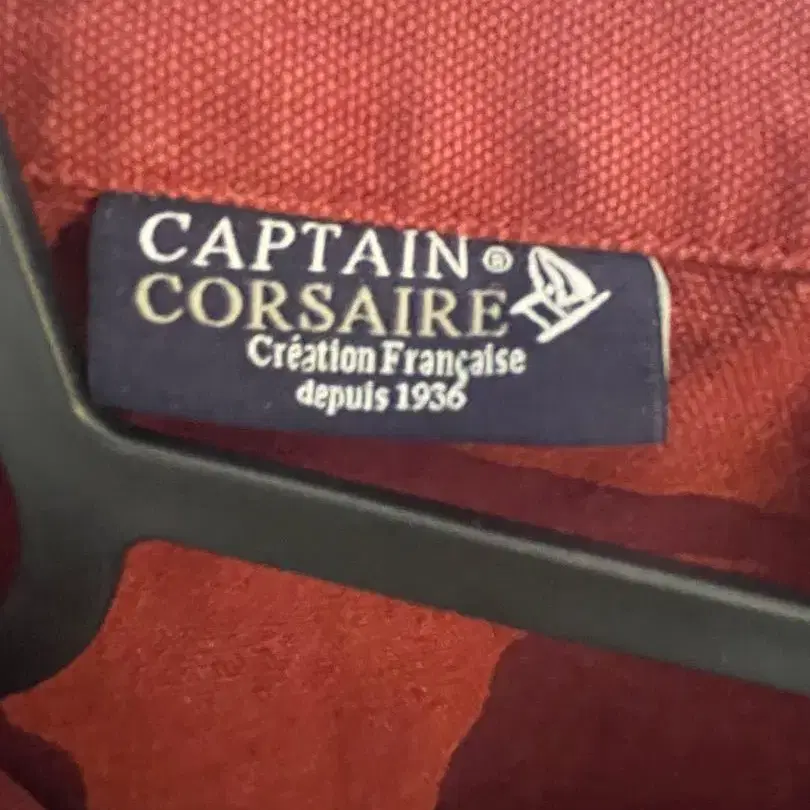 CAPTAIN®
CORSAIRE
Création Française
depuis 1936